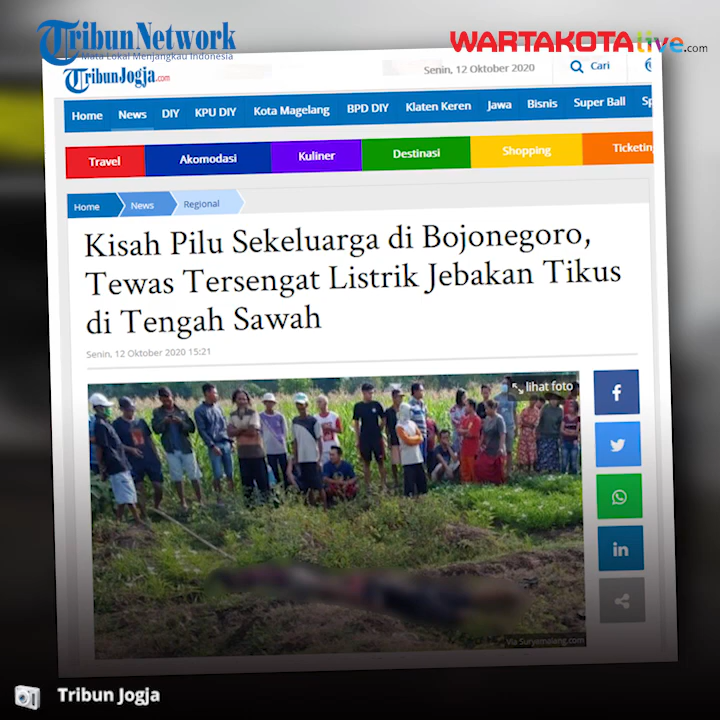 Tribun Network
Mata Lokal Menjangkau Indonesia
WARTAKOTAlive.com
TribunJogja.com
Senin, 12 Oktober 2020
Cari
Home News DIY KPU DIY Kota Magelang BPD DIY Klaten Keren Jawa Bisnis Super Ball
Travel Akomodasi Kuliner Destinasi Shopping Ticketing
Home News Regional
Kisah Pilu Sekeluarga di Bojonegoro,
Tewas Tersengat Listrik Jebakan Tikus
di Tengah Sawah
Senin, 12 Oktober 2020 15:21
lihat foto
Via Suryamalang.com
Tribun Jogja